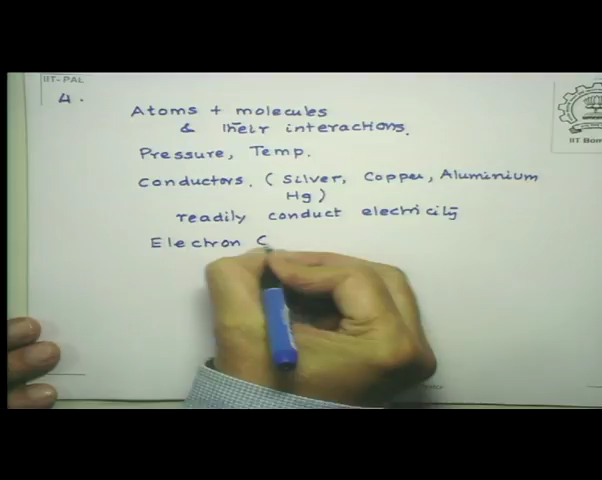 IIT-PAL
4.
Atoms + molecules
& their interactions.
Pressure, Temp.
Conductors. ( Silver, Copper, Aluminium
Hg )
readily conduct electricity
Electron C
IIT Bom